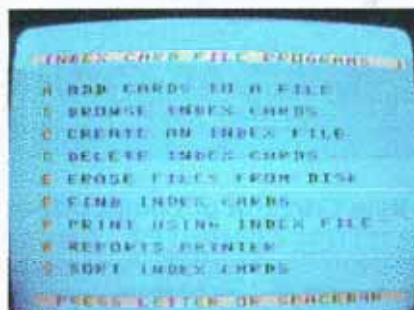 INDEX CARD FILE PROGRAMS
A ADD CARDS TO A FILE
B BROWSE INDEX CARDS
C CREATE AN INDEX FILE
D DELETE INDEX CARDS
E ERASE FILES FROM DISK
F FIND INDEX CARDS
P PRINT USING INDEX FILE
R REPORTS PRINTER
S SORT INDEX CARDS
PRESS LETTER OR SPACEBAR